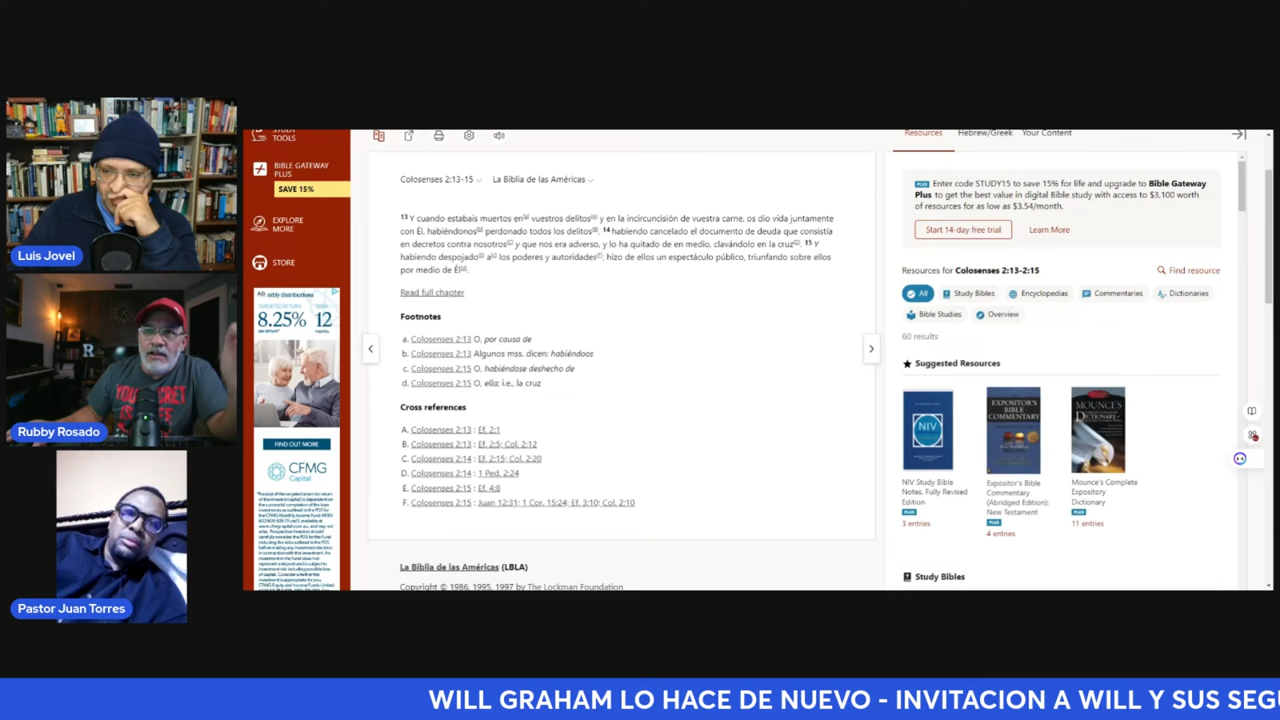 Luis Jovel
Rubby Rosado
Pastor Juan Torres
STUDY
TOOLS
BIBLE GATEWAY
PLUS
SAVE 15%
EXPLORE
MORE
STORE
8.25% 12
FIND OUT MORE
CFMG
Capital
Colosenses 2:13-15 La Biblia de las Américas
13 Y cuando estabais muertos en[a] vuestros delitos[A] y en la incircuncisión de vuestra carne, os dio vida juntamente
con Él, habiéndonos[b] perdonado todos los delitos[B], 14 habiendo cancelado el documento de deuda que consistía
en decretos contra nosotros[C] y que nos era adverso, y lo ha quitado de en medio, clavándolo en la cruz[D]. 15 Y
habiendo despojado[c] a[E] los poderes y autoridades[F], hizo de ellos un espectáculo público, triunfando sobre ellos
por medio de Él[d].
Read full chapter
Footnotes
a. Colosenses 2:13 O, por causa de
b. Colosenses 2:13 Algunos mss. dicen: habiéndoos
c. Colosenses 2:15 O, habiéndose deshecho de
d. Colosenses 2:15 O, ella; i.e., la cruz
Cross references
A. Colosenses 2:13 : Ef. 2:1
B. Colosenses 2:13 : Ef. 2:5; Col. 2:12
C. Colosenses 2:14 : Ef. 2:15; Col. 2:20
D. Colosenses 2:14 : 1 Ped. 2:24
E. Colosenses 2:15 : Ef. 4:8
F. Colosenses 2:15 : Juan 12:31; 1 Cor. 15:24; Ef. 3:10; Col. 2:10
La Biblia de las Américas (LBLA)
Copyright © 1986, 1995, 1997 by The Lockman Foundation
Resources Hebrew/Greek Your Content
PLUS Enter code STUDY15 to save 15% for life and upgrade to Bible Gateway
Plus to get the best value in digital Bible study with access to $3,100 worth
of resources for as low as $3.54/month.
Start 14-day free trial Learn More
Resources for Colosenses 2:13-2:15 Find resource
All Study Bibles Encyclopedias Commentaries Dictionaries
Bible Studies Overview
60 results
Suggested Resources
NIV Study Bible
Notes, Fully Revised
Edition
PLUS
3 entries
Expositor's Bible
Commentary
(Abridged Edition):
New Testament
PLUS
4 entries
Mounce's Complete
Expository
Dictionary
PLUS
11 entries
Study Bibles
WILL GRAHAM LO HACE DE NUEVO - INVITACION A WILL Y SUS SEG